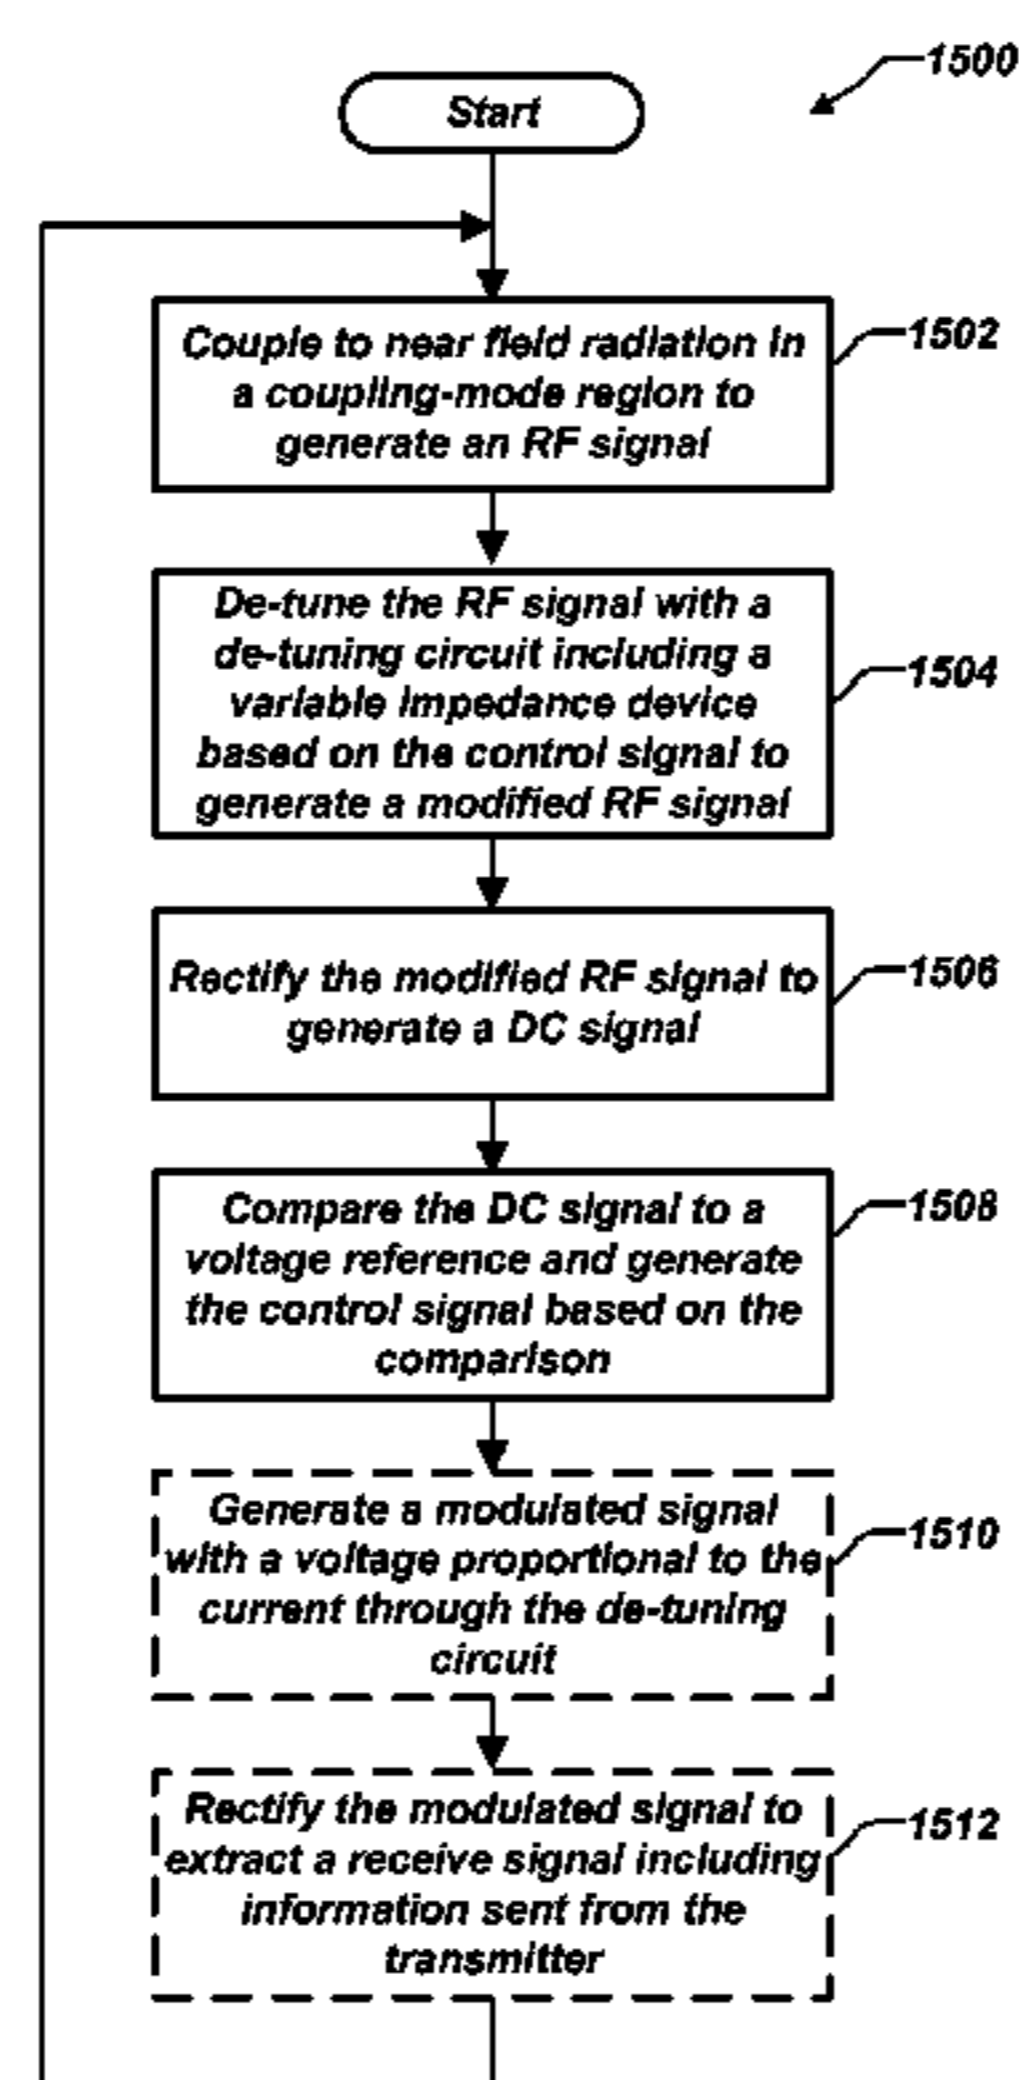 1500
Start
Couple to near field radiation in
a coupling-mode region to
generate an RF signal
1502
De-tune the RF signal with a
de-tuning circuit including a
variable impedance device
based on the control signal to
generate a modified RF signal
1504
Rectify the modified RF signal to
generate a DC signal
1506
Compare the DC signal to a
voltage reference and generate
the control signal based on the
comparison
1508
Generate a modulated signal
with a voltage proportional to the
current through the de-tuning
circuit
1510
Rectify the modulated signal to
extract a receive signal including
information sent from the
transmitter
1512